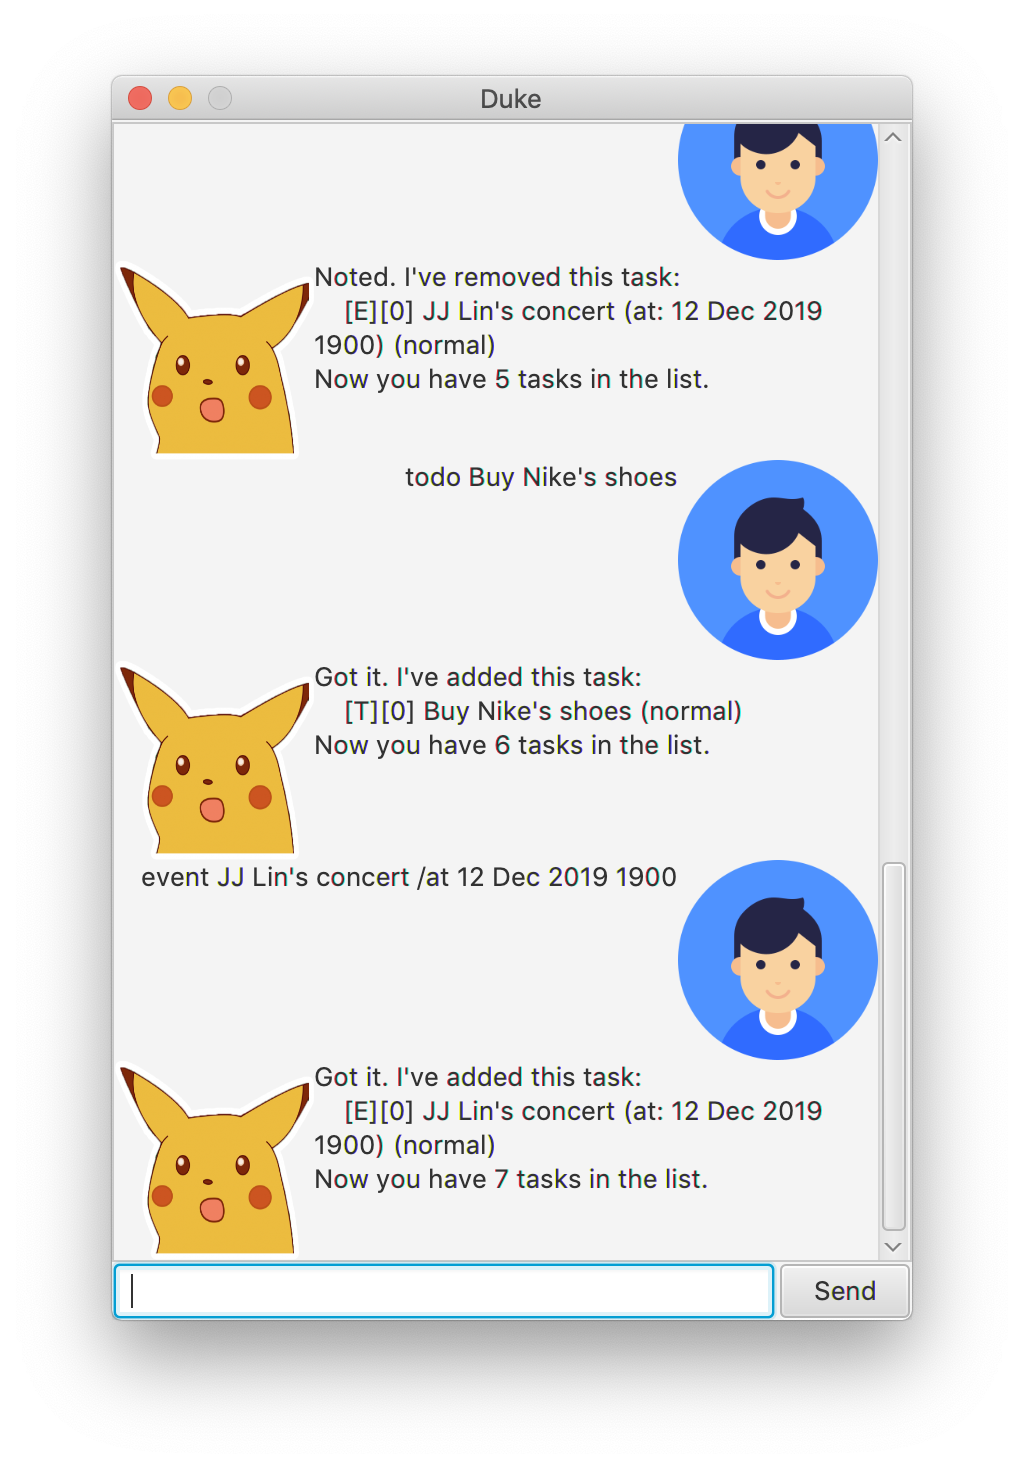 Duke
Noted. I've removed this task:
[E][0] JJ Lin's concert (at: 12 Dec 2019
1900) (normal)
Now you have 5 tasks in the list.
todo Buy Nike's shoes
Got it. I've added this task:
[T][0] Buy Nike's shoes (normal)
Now you have 6 tasks in the list.
event JJ Lin's concert /at 12 Dec 2019 1900
Got it. I've added this task:
[E][0] JJ Lin's concert (at: 12 Dec 2019
1900) (normal)
Now you have 7 tasks in the list.
Send